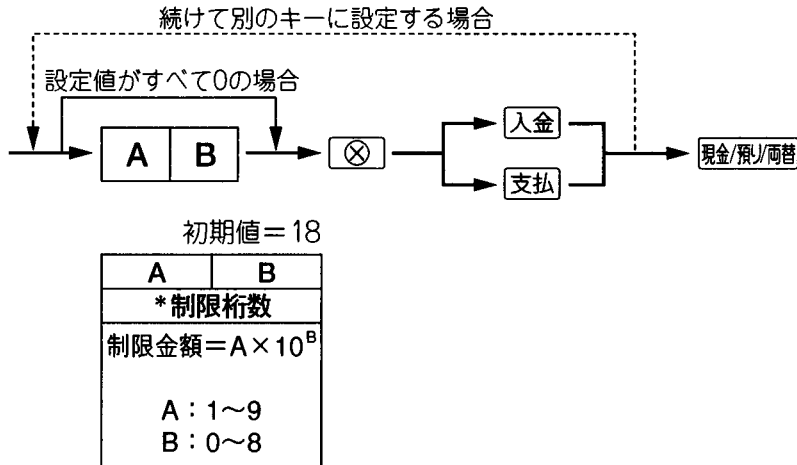 続けて別のキーに設定する場合
設定値がすべて0の場合
A B ⊗ 入金 支払 現金/預り/両替
初期値=18
A B
*制限桁数
制限金額=A×10^B
A:1〜9
B:0〜8